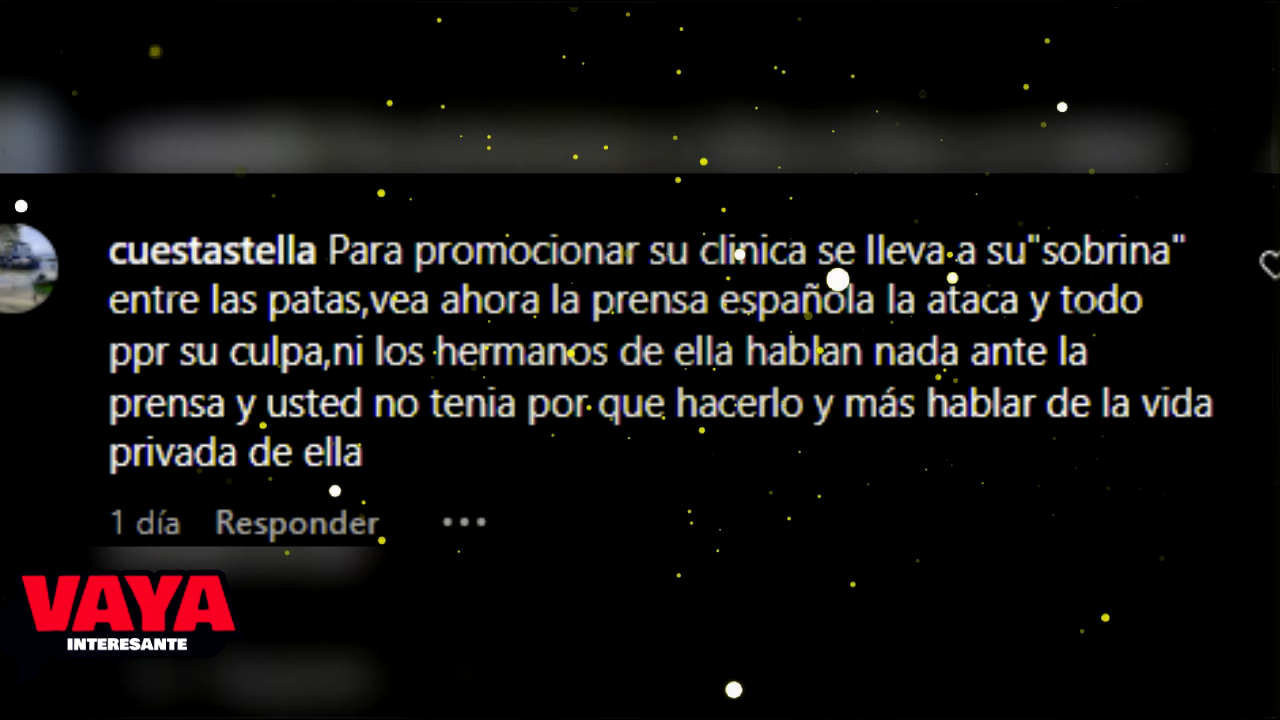 cuestastella Para promocionar su clinica se lleva a su"sobrina"
entre las patas,vea ahora la prensa española la ataca y todo
ppr su culpa,ni los hermanos de ella hablan nada ante la
prensa y usted no tenia por que hacerlo y más hablar de la vida
privada de ella
1 día Responder •••
VAYA
INTERESANTE